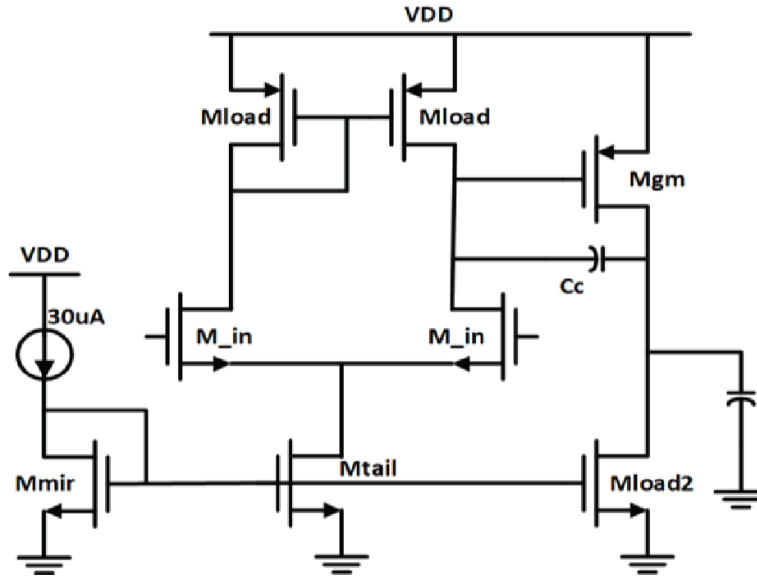 VDD
Mload
Mload
Mgm
VDD
Cc
30uA
M_in
M_in
Mmir
Mtail
Mload2